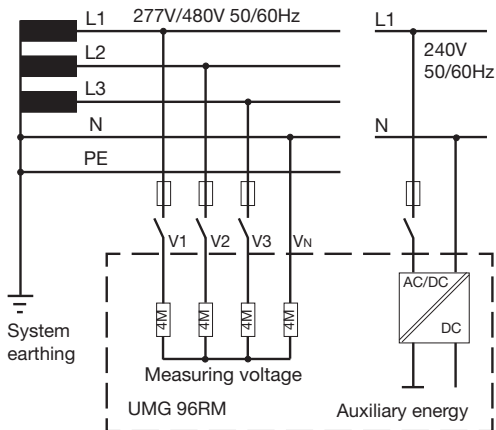 L1 277V/480V 50/60Hz L1
240V
50/60Hz
L2
L3
N N
PE
V1 V2 V3 VN
AC/DC
DC
4M 4M 4M 4M
System
earthing
Measuring voltage
UMG 96RM Auxiliary energy